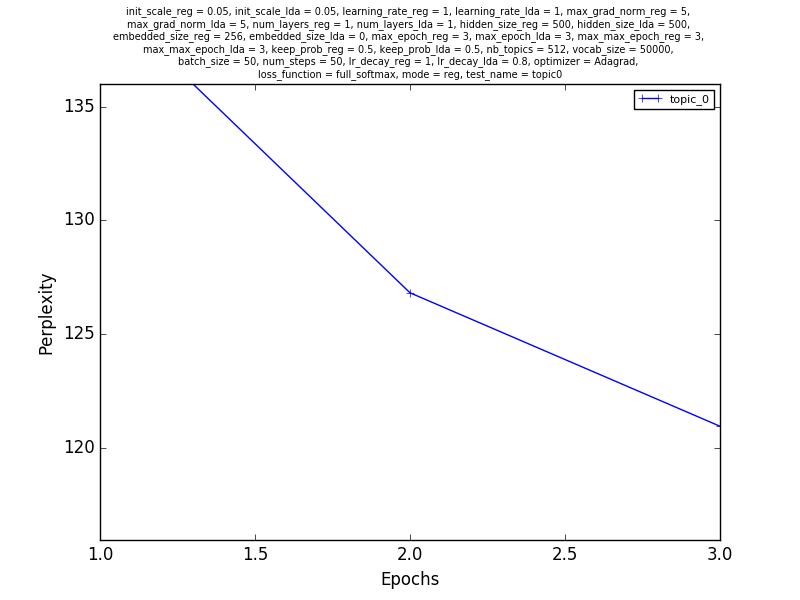 init_scale_reg = 0.05, init_scale_lda = 0.05, learning_rate_reg = 1, learning_rate_lda = 1, max_grad_norm_reg = 5,
max_grad_norm_lda = 5, num_layers_reg = 1, num_layers_lda = 1, hidden_size_reg = 500, hidden_size_lda = 500,
embedded_size_reg = 256, embedded_size_lda = 0, max_epoch_reg = 3, max_epoch_lda = 3, max_max_epoch_reg = 3,
max_max_epoch_lda = 3, keep_prob_reg = 0.5, keep_prob_lda = 0.5, nb_topics = 512, vocab_size = 50000,
batch_size = 50, num_steps = 50, lr_decay_reg = 1, lr_decay_lda = 0.8, optimizer = Adagrad,
loss_function = full_softmax, mode = reg, test_name = topic0
topic_0
135
130
125
120
Perplexity
1.0 1.5 2.0 2.5 3.0
Epochs